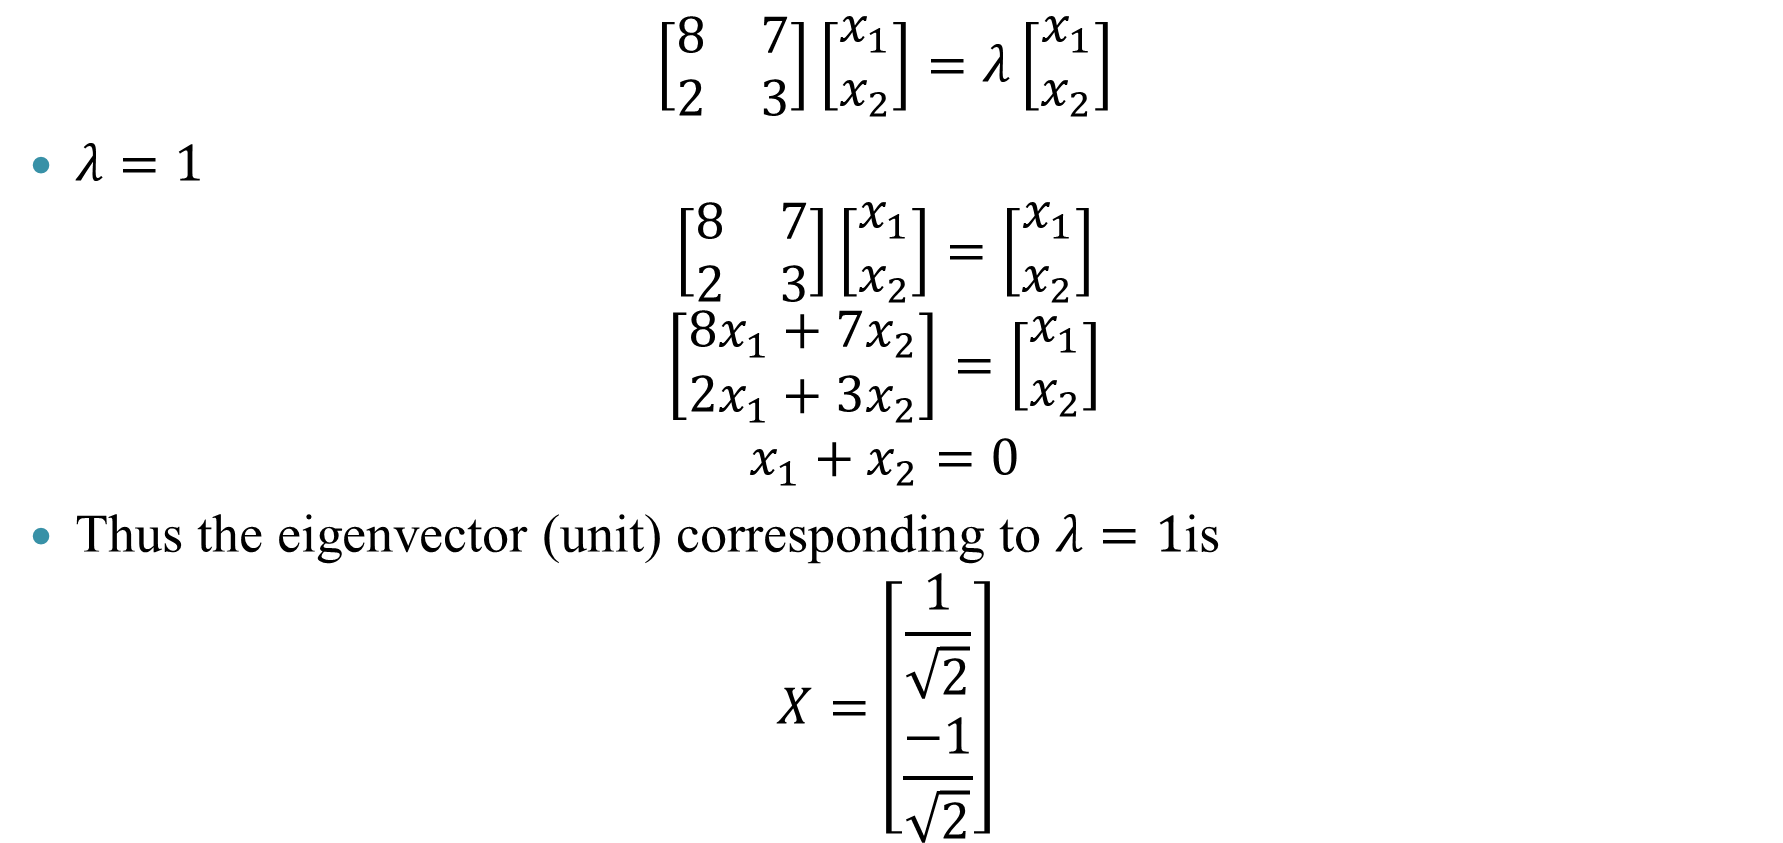 [8 7; 2 3] [x₁; x₂] = λ [x₁; x₂]
• λ = 1
[8 7; 2 3] [x₁; x₂] = [x₁; x₂]
[8x₁ + 7x₂; 2x₁ + 3x₂] = [x₁; x₂]
x₁ + x₂ = 0
• Thus the eigenvector (unit) corresponding to λ = 1is
X = [1/√2; −1/√2]